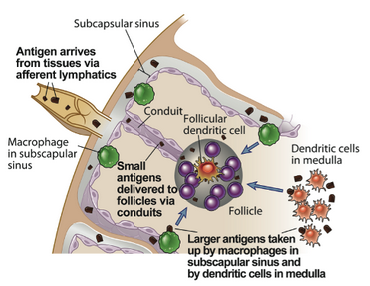 Subcapsular sinus
Antigen arrives
from tissues via
afferent lymphatics
Macrophage
in subscapular
sinus
Conduit
Follicular
dendritic cell
Small
antigens
delivered to
follicles via
conduits
Dendritic cells
in medulla
Follicle
Larger antigens taken
up by macrophages in
subscapular sinus and
by dendritic cells in medulla